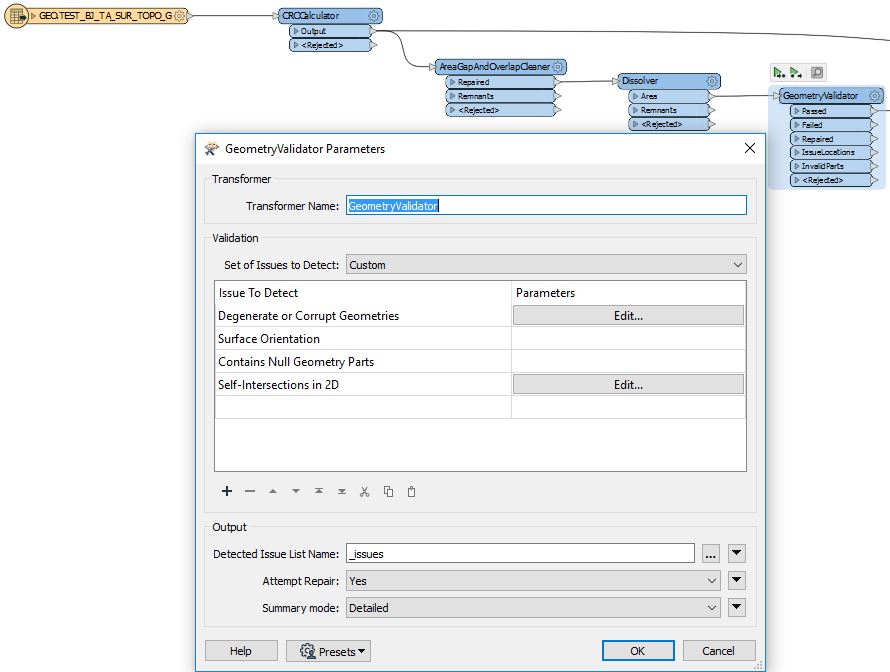 GEO.TEST_BJ_TA_SUR_TOPO_G
CRCCalculator
Output
<Rejected>
AreaGapAndOverlapCleaner
Repaired
Remnants
<Rejected>
Dissolver
Area
Remnants
<Rejected>
GeometryValidator
Passed
Failed
Repaired
IssueLocations
InvalidParts
<Rejected>
GeometryValidator Parameters
Transformer
Transformer Name: GeometryValidator
Validation
Set of Issues to Detect: Custom
Issue To Detect Parameters
Degenerate or Corrupt Geometries Edit...
Surface Orientation
Contains Null Geometry Parts
Self-Intersections in 2D Edit...
Output
Detected Issue List Name: _issues ...
Attempt Repair: Yes
Summary mode: Detailed
Help Presets OK Cancel